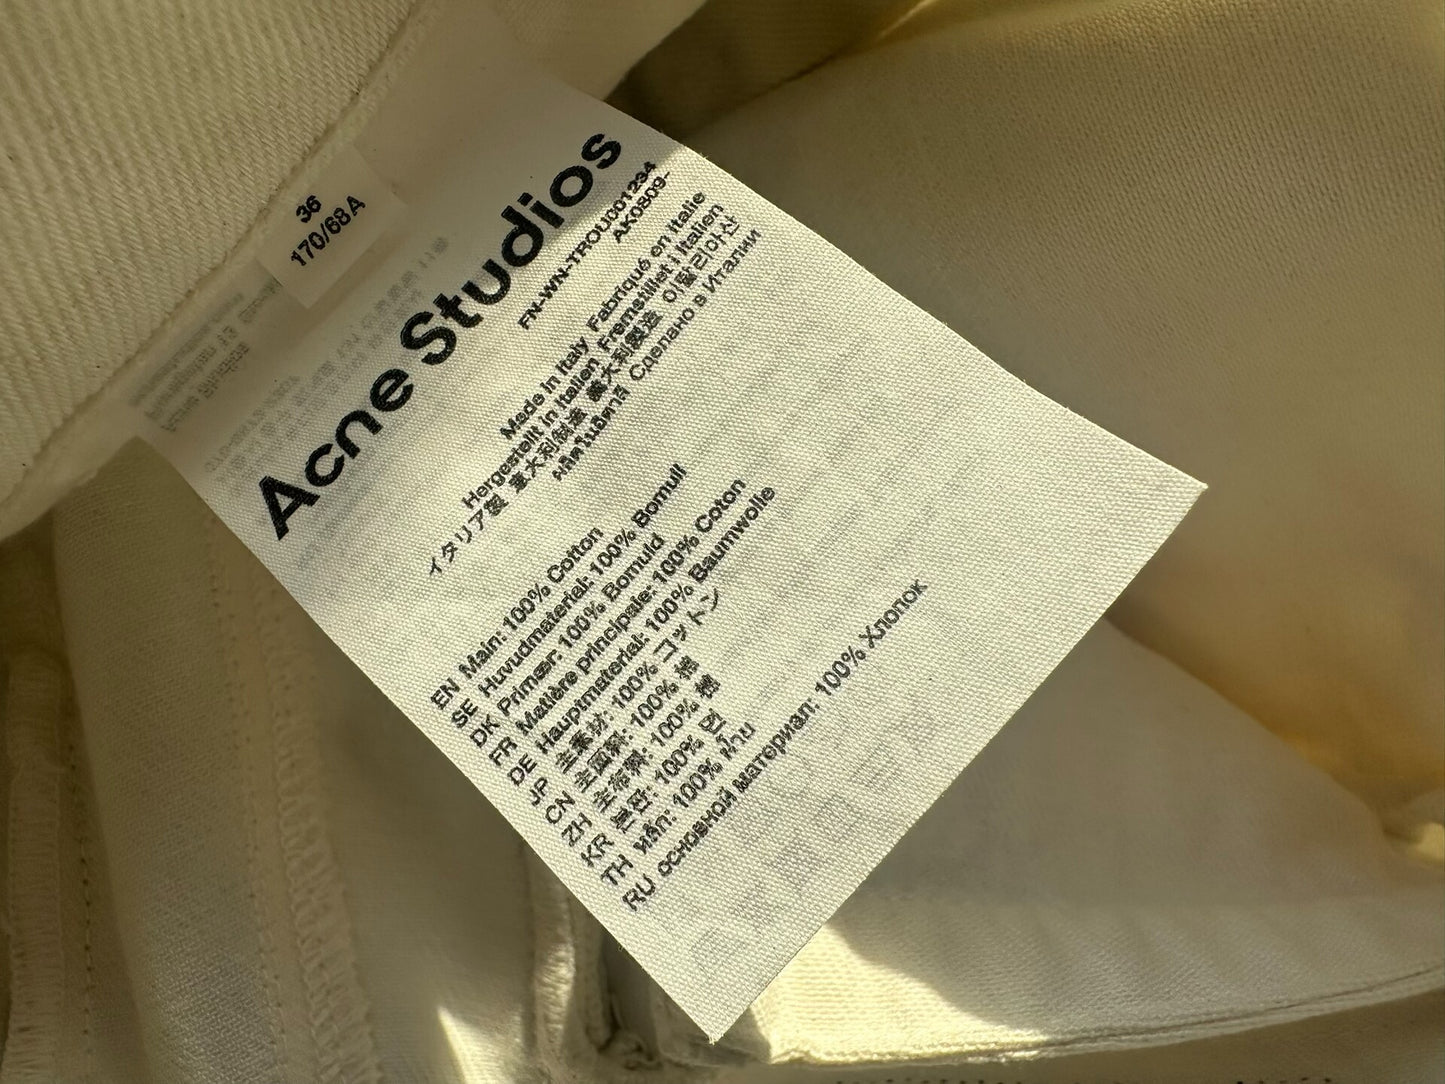 36
170/68A
Acne Studios
FN-WN-TROU001234
AK0B09-
Made in Italy Fabriqué en Italie
Hergestellt in Italien Fremstillet i Italien
イタリア製 意大利制造 義大利製造 이탈리아산
ผลิตในอิตาลี Сделано в Италии
EN Main: 100% Cotton
SE Huvudmaterial: 100% Bomull
DK Primær: 100% Bomuld
FR Matière principale: 100% Coton
DE Hauptmaterial: 100% Baumwolle
JP 主素材: 100% コットン
CN 主面料: 100% 棉
ZH 主布料: 100% 棉
KR 본판: 100% 면
TH หลัก: 100% ฝ้าย
RU основной материал: 100% Хлопок